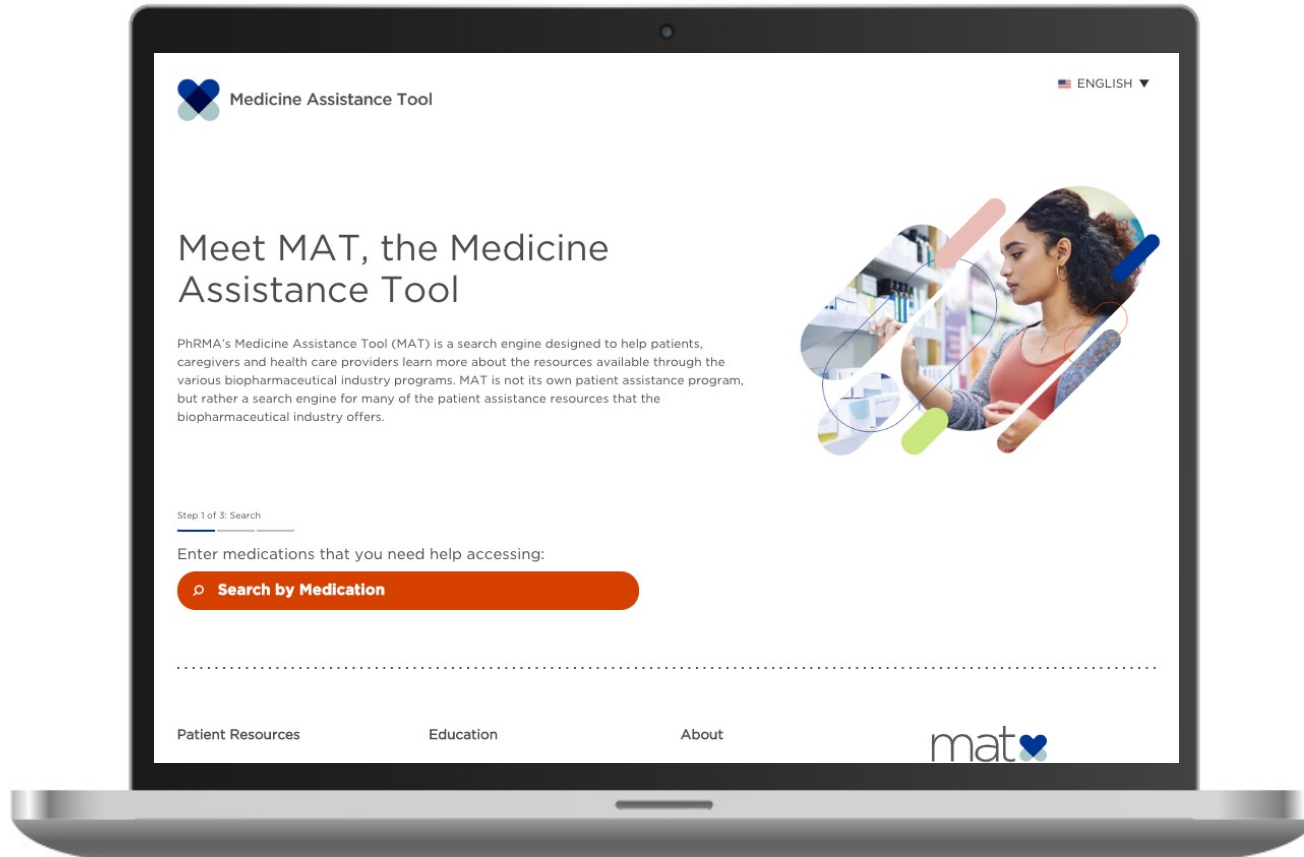 Medicine Assistance Tool
ENGLISH ▼
Meet MAT, the Medicine
Assistance Tool
PhRMA's Medicine Assistance Tool (MAT) is a search engine designed to help patients,
caregivers and health care providers learn more about the resources available through the
various biopharmaceutical industry programs. MAT is not its own patient assistance program,
but rather a search engine for many of the patient assistance resources that the
biopharmaceutical industry offers.
Step 1 of 3: Search
Enter medications that you need help accessing:
Search by Medication
Patient Resources
Education
About
mat